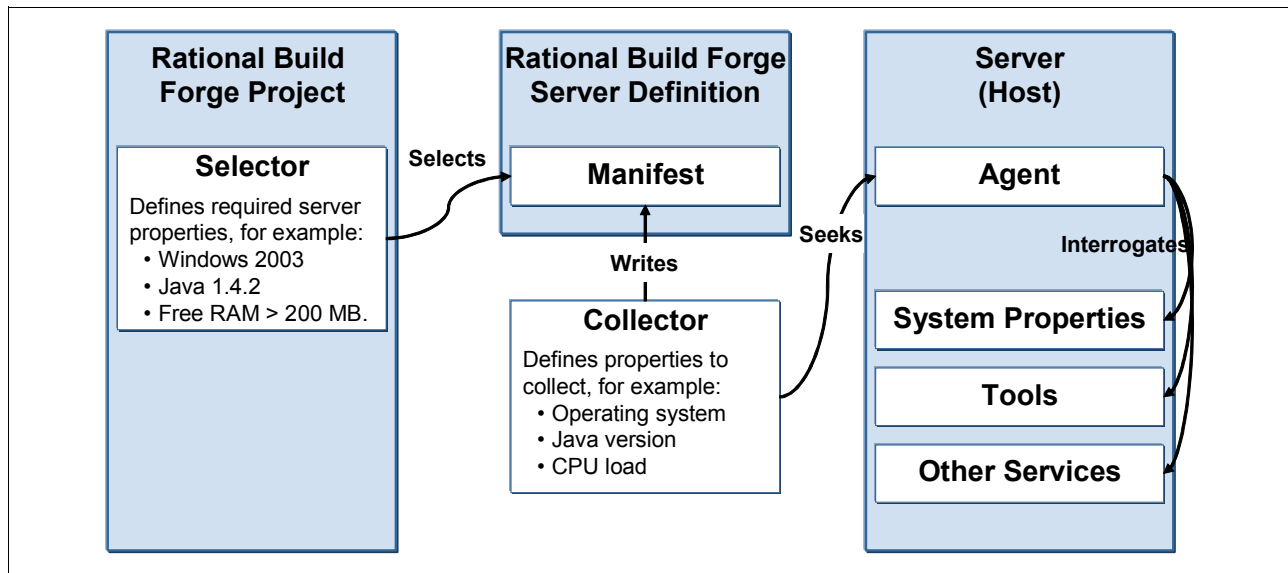 Rational Build
Forge Project
Selector
Defines required server
properties, for example:
• Windows 2003
• Java 1.4.2
• Free RAM > 200 MB.
Selects
Rational Build Forge
Server Definition
Manifest
Writes
Collector
Defines properties to
collect, for example:
• Operating system
• Java version
• CPU load
Seeks
Server
(Host)
Agent
Interrogates
System Properties
Tools
Other Services